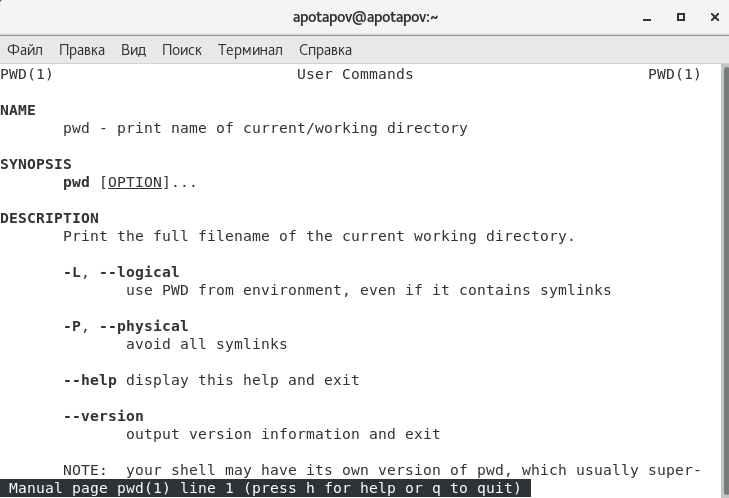 apotapov@apotapov:~
Файл Правка Вид Поиск Терминал Справка
PWD(1) User Commands PWD(1)
NAME
pwd - print name of current/working directory
SYNOPSIS
pwd [OPTION]...
DESCRIPTION
Print the full filename of the current working directory.
-L, --logical
use PWD from environment, even if it contains symlinks
-P, --physical
avoid all symlinks
--help display this help and exit
--version
output version information and exit
NOTE: your shell may have its own version of pwd, which usually super-
Manual page pwd(1) line 1 (press h for help or q to quit)